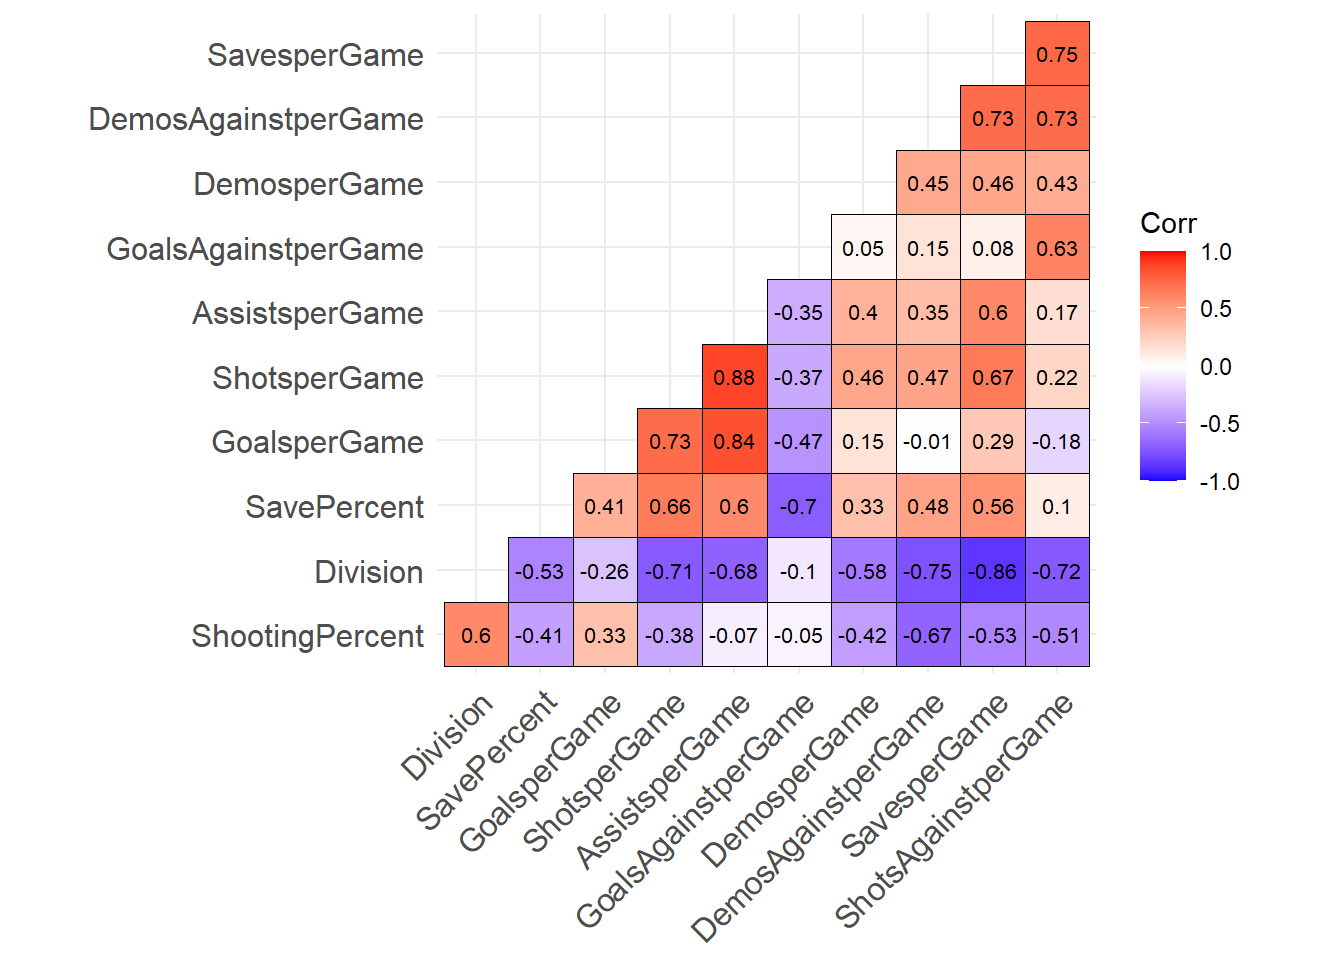 SavesperGame 0.75
DemosAgainstperGame 0.73 0.73
DemosperGame 0.45 0.46 0.43
GoalsAgainstperGame 0.05 0.15 0.08 0.63
AssistsperGame -0.35 0.4 0.35 0.6 0.17
ShotsperGame 0.88 -0.37 0.46 0.47 0.67 0.22
GoalsperGame 0.73 0.84 -0.47 0.15 -0.01 0.29 -0.18
SavePercent 0.41 0.66 0.6 -0.7 0.33 0.48 0.56 0.1
Division -0.53 -0.26 -0.71 -0.68 -0.1 -0.58 -0.75 -0.86 -0.72
ShootingPercent 0.6 -0.41 0.33 -0.38 -0.07 -0.05 -0.42 -0.67 -0.53 -0.51
Division
SavePercent
GoalsperGame
ShotsperGame
AssistsperGame
GoalsAgainstperGame
DemosperGame
DemosAgainstperGame
SavesperGame
ShotsAgainstperGame
Corr
1.0
0.5
0.0
-0.5
-1.0